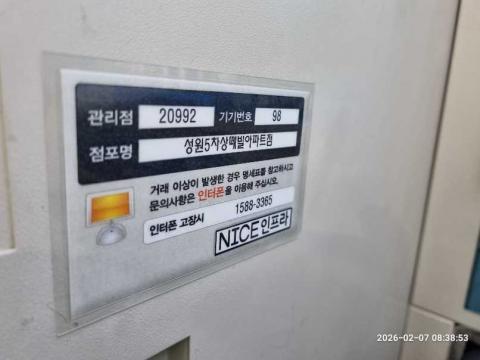 관리점 20992 기기번호 98
점포명 성원5차상떼빌아파트점
거래 이상이 발생한 경우 명세표를 참고하시고
문의사항은 인터폰을 이용해 주십시오.
인터폰 고장시 1588-3365
NICE인프라
2026-02-07 08:38:53